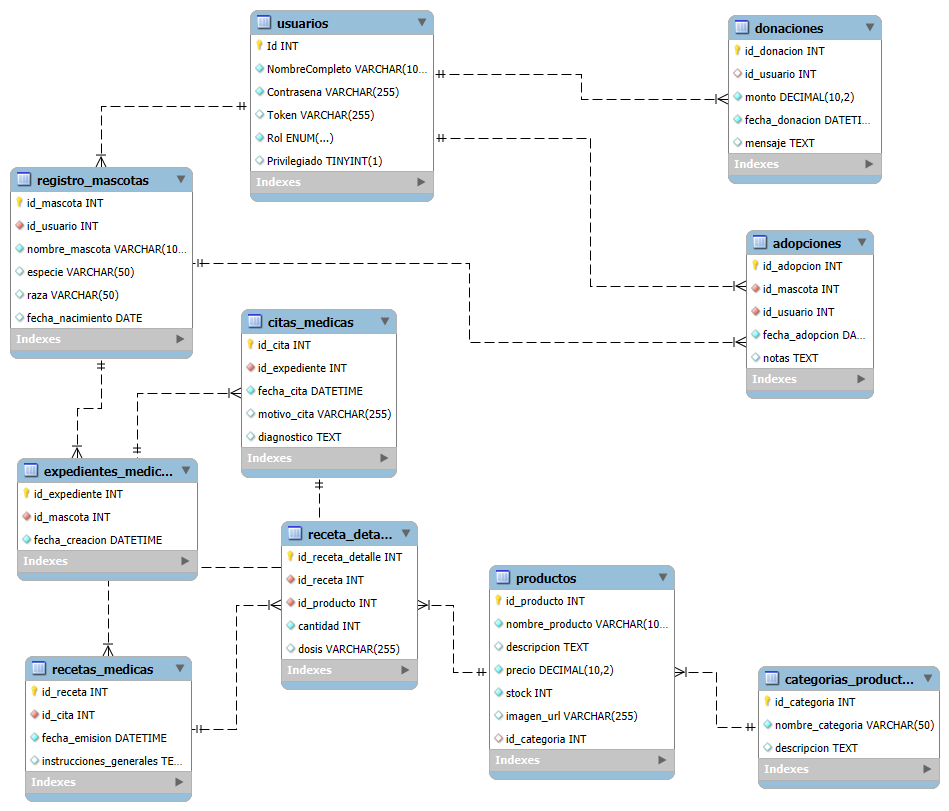 usuarios
Id INT
NombreCompleto VARCHAR(10...
Contrasena VARCHAR(255)
Token VARCHAR(255)
Rol ENUM(...)
Privilegiado TINYINT(1)
Indexes
donaciones
id_donacion INT
id_usuario INT
monto DECIMAL(10,2)
fecha_donacion DATETI...
mensaje TEXT
Indexes
registro_mascotas
id_mascota INT
id_usuario INT
nombre_mascota VARCHAR(10...
especie VARCHAR(50)
raza VARCHAR(50)
fecha_nacimiento DATE
Indexes
adopciones
id_adopcion INT
id_mascota INT
id_usuario INT
fecha_adopcion DA...
notas TEXT
Indexes
citas_medicas
id_cita INT
id_expediente INT
fecha_cita DATETIME
motivo_cita VARCHAR(255)
diagnostico TEXT
Indexes
expedientes_medic...
id_expediente INT
id_mascota INT
fecha_creacion DATETIME
Indexes
receta_deta...
id_receta_detalle INT
id_receta INT
id_producto INT
cantidad INT
dosis VARCHAR(255)
Indexes
productos
id_producto INT
nombre_producto VARCHAR(10...
descripcion TEXT
precio DECIMAL(10,2)
stock INT
imagen_url VARCHAR(255)
id_categoria INT
Indexes
recetas_medicas
id_receta INT
id_cita INT
fecha_emision DATETIME
instrucciones_generales TE...
Indexes
categorias_product...
id_categoria INT
nombre_categoria VARCHAR(50)
descripcion TEXT
Indexes